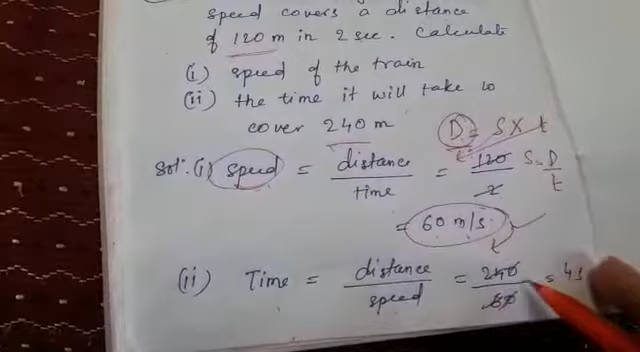 speed covers a distance
of 120 m in 2 sec. Calculate
(i) speed of the train
(ii) the time it will take to
cover 240 m
D = S × t
Sol: (i) speed = distance / time = 120 / 2
S = D / t
= 60 m/s.
(ii) Time = distance / speed = 240 / 60 = 4s